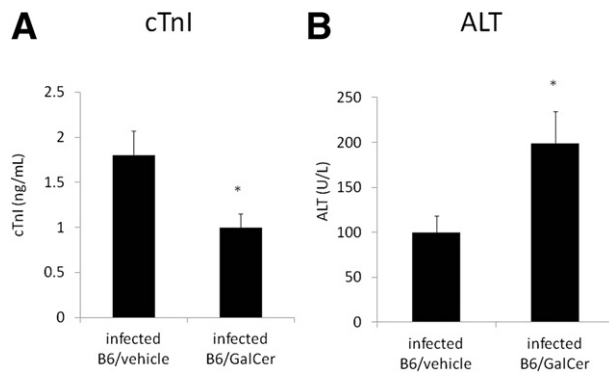 A
cTnI
cTnI (ng/mL)
2.5
2
1.5
1
0.5
0
*
infected
B6/vehicle
infected
B6/GalCer
B
ALT
ALT (U/L)
250
200
150
100
50
0
*
infected
B6/vehicle
infected
B6/GalCer